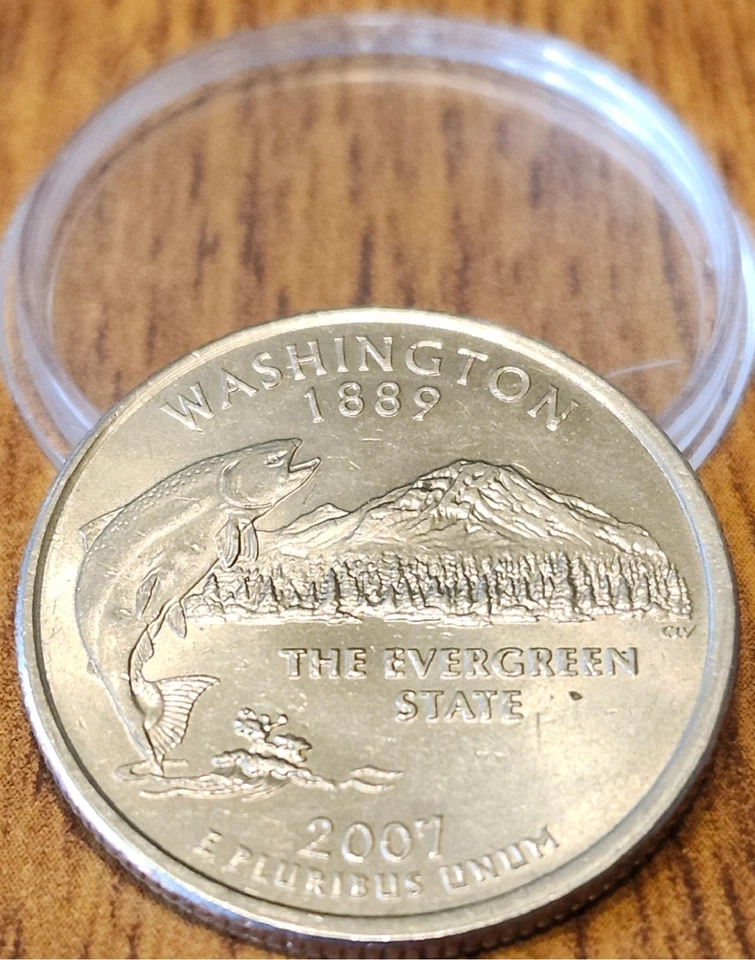 WASHINGTON
1889
CLV
THE EVERGREEN
STATE
2007
E PLURIBUS UNUM